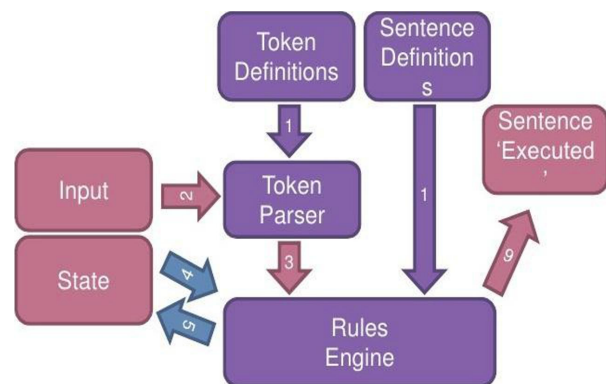 Token
Definitions
Sentence
Definition
s
1
Sentence
‘Executed
’
Input
2
Token
Parser
1
State
4
3
5
6
Rules
Engine